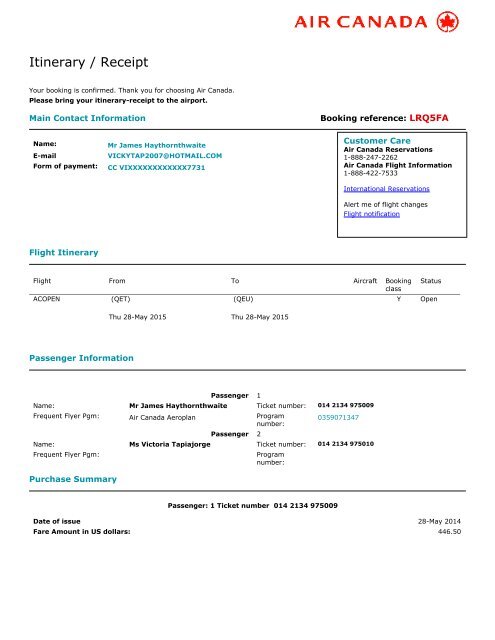 AIR CANADA
Itinerary / Receipt
Your booking is confirmed. Thank you for choosing Air Canada.
Please bring your itinerary-receipt to the airport.
Main Contact Information
Booking reference: LRQ5FA
Name: Mr James Haythornthwaite
E-mail VICKYTAP2007@HOTMAIL.COM
Form of payment: CC VIXXXXXXXXXXXX7731
Customer Care
Air Canada Reservations
1-888-247-2262
Air Canada Flight Information
1-888-422-7533
International Reservations
Alert me of flight changes
Flight notification
Flight Itinerary
Flight From To Aircraft Booking class Status
ACOPEN (QET) (QEU) Y Open
Thu 28-May 2015 Thu 28-May 2015
Passenger Information
Passenger 1
Name: Mr James Haythornthwaite Ticket number: 014 2134 975009
Frequent Flyer Pgm: Air Canada Aeroplan Program number: 0359071347
Passenger 2
Name: Ms Victoria Tapiajorge Ticket number: 014 2134 975010
Frequent Flyer Pgm: Program number:
Purchase Summary
Passenger: 1 Ticket number 014 2134 975009
Date of issue 28-May 2014
Fare Amount in US dollars: 446.50